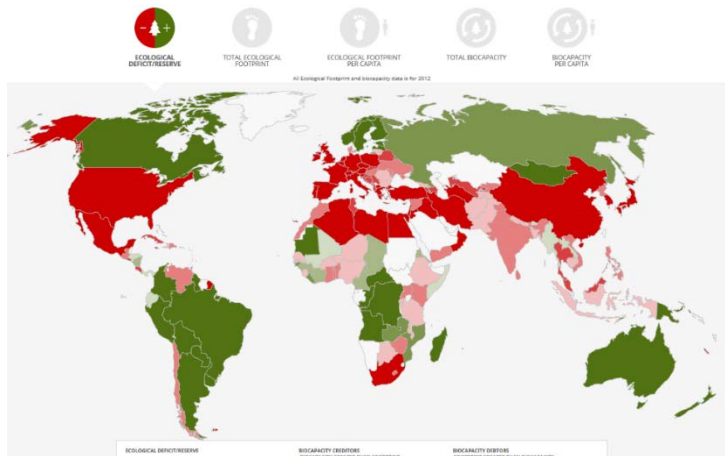 ECOLOGICAL
DEFICIT/RESERVE
TOTAL ECOLOGICAL
FOOTPRINT
ECOLOGICAL FOOTPRINT
PER CAPITA
TOTAL BIOCAPACITY
BIOCAPACITY
PER CAPITA
All Ecological Footprint and biocapacity data is for 2012
ECOLOGICAL DEFICIT/RESERVE
BIOCAPACITY CREDITORS
BIOCAPACITY DEBTORS